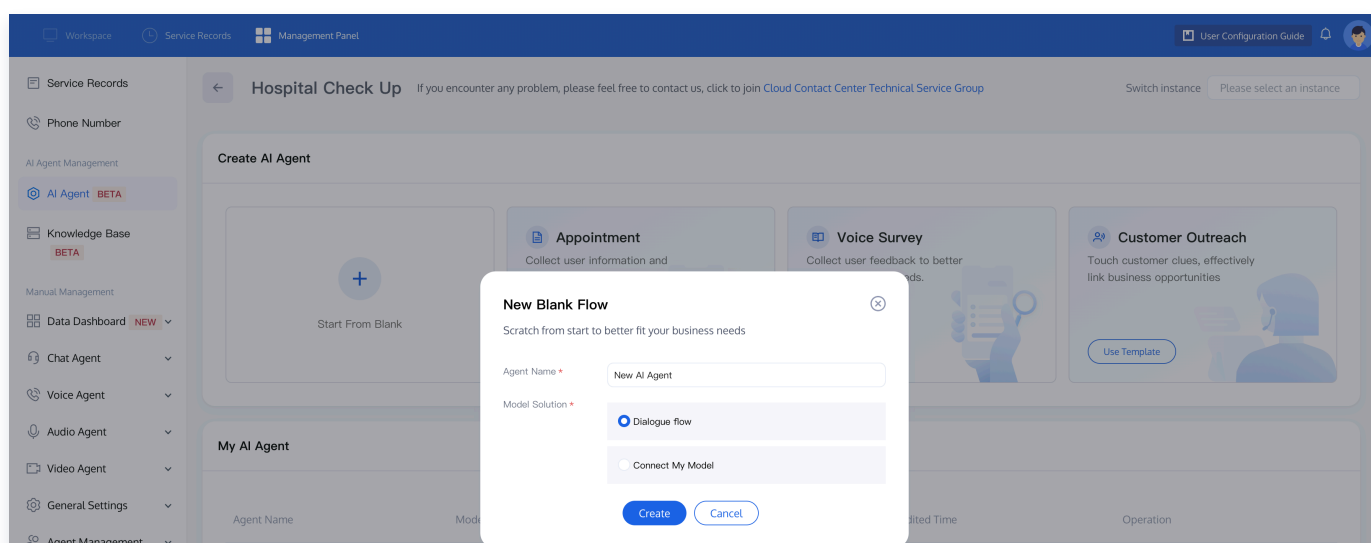 Workspace
Service Records
Management Panel
User Configuration Guide
Service Records
Phone Number
AI Agent Management
AI Agent BETA
Knowledge Base
BETA
Manual Management
Data Dashboard NEW
Chat Agent
Voice Agent
Audio Agent
Video Agent
General Settings
Agent Management
Hospital Check Up
If you encounter any problem, please feel free to contact us, click to join Cloud Contact Center Technical Service Group
Switch instance
Please select an instance
Create AI Agent
Start From Blank
Appointment
Collect user information and
Voice Survey
Collect user feedback to better
Customer Outreach
Touch customer clues, effectively
link business opportunities
Use Template
New Blank Flow
Scratch from start to better fit your business needs
Agent Name *
New AI Agent
Model Solution *
Dialogue flow
Connect My Model
Create
Cancel
My AI Agent
Agent Name
Time
Operation